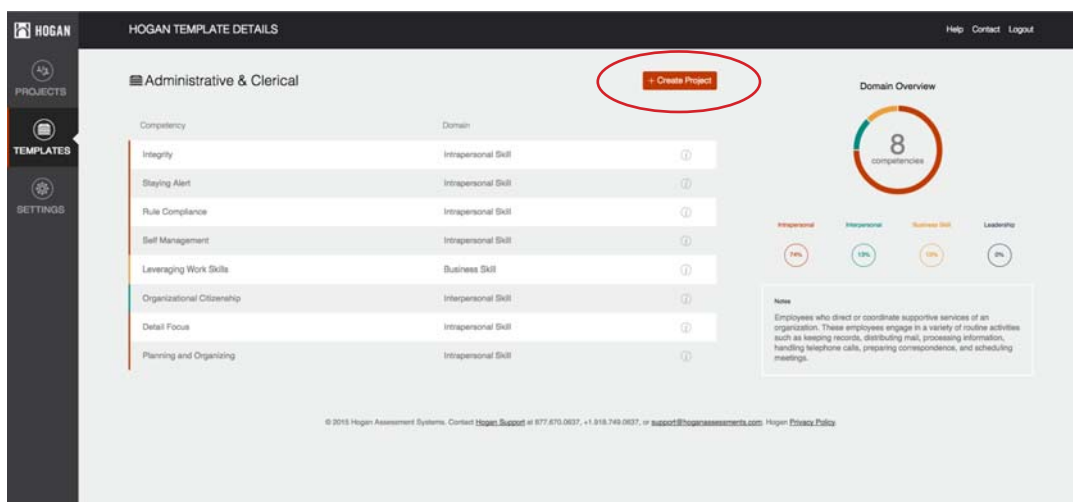 HOGAN
HOGAN TEMPLATE DETAILS
Help Contact Logout
PROJECTS
TEMPLATES
SETTINGS
Administrative & Clerical
+ Create Project
Competency Domain
Integrity Intrapersonal Skill
Staying Alert Intrapersonal Skill
Rule Compliance Intrapersonal Skill
Self Management Intrapersonal Skill
Leveraging Work Skills Business Skill
Organizational Citizenship Interpersonal Skill
Detail Focus Intrapersonal Skill
Planning and Organizing Intrapersonal Skill
Domain Overview
8
competencies
Intrapersonal Interpersonal Business Skill Leadership
74% 13% 13% 0%
Notes
Employees who direct or coordinate supportive services of an
organization. These employees engage in a variety of routine activities
such as keeping records, distributing mail, processing information,
handling telephone calls, preparing correspondence, and scheduling
meetings.
© 2015 Hogan Assessment Systems. Contact Hogan Support at 877.670.0637, +1.918.749.0637, or support@hoganassessments.com. Hogan Privacy Policy.